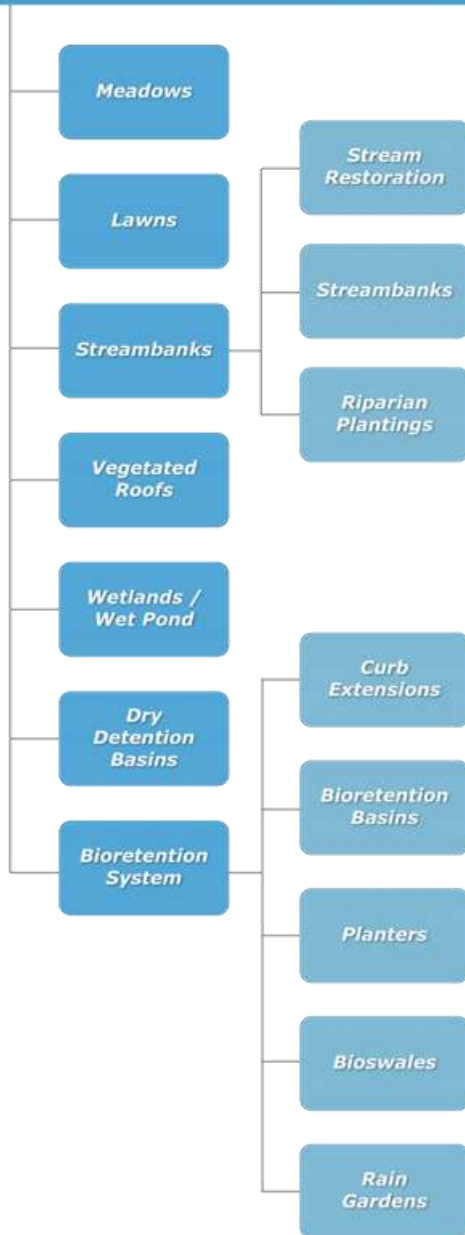 Meadows
Lawns
Streambanks
Vegetated
Roofs
Wetlands /
Wet Pond
Dry
Detention
Basins
Bioretention
System
Stream
Restoration
Streambanks
Riparian
Plantings
Curb
Extensions
Bioretention
Basins
Planters
Bioswales
Rain
Gardens